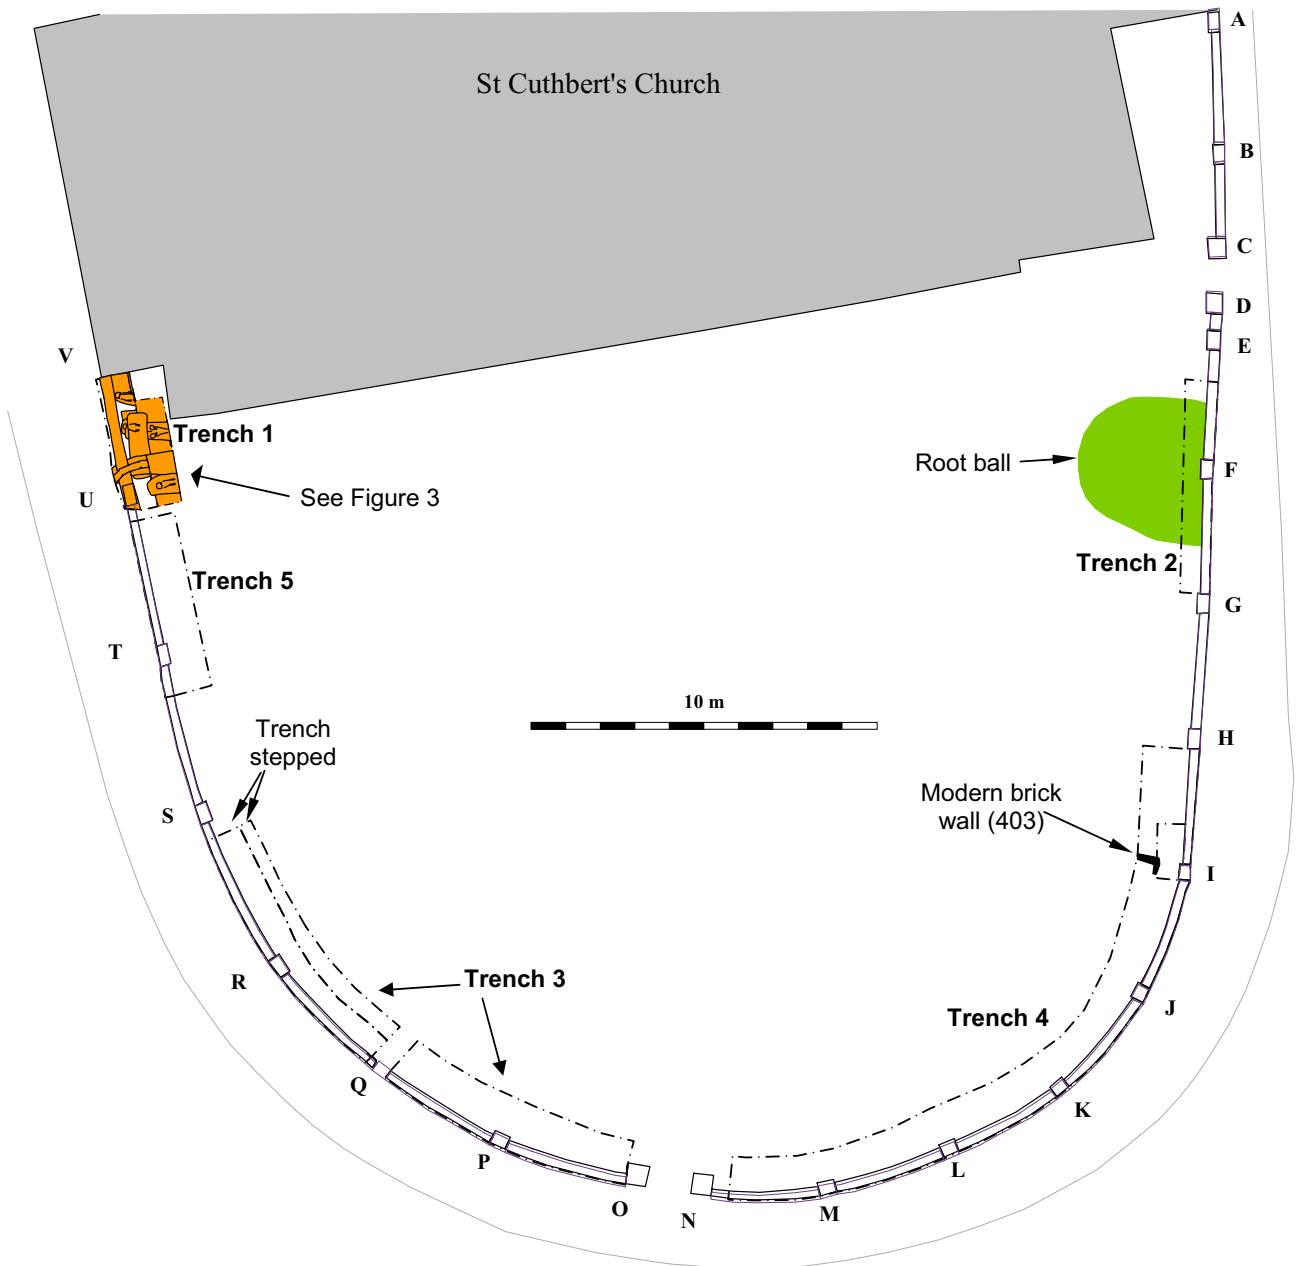 A
St Cuthbert's Church
B
C
D
E
V
Trench 1
Root ball
F
See Figure 3
U
Trench 2
Trench 5
G
T
10 m
Trench
stepped
H
Modern brick
wall (403)
S
I
Trench 3
R
J
Trench 4
Q
K
P
L
O
N
M